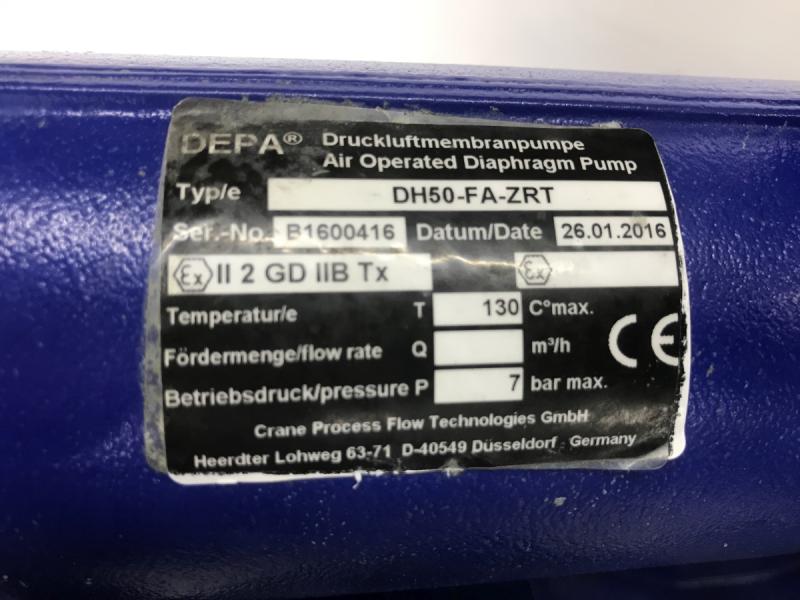 DEPA® Druckluftmembranpumpe
Air Operated Diaphragm Pump
Typ/e DH50-FA-ZRT
Ser.-No. B1600416 Datum/Date 26.01.2016
Ex II 2 GD IIB Tx Ex
Temperatur/e T 130 C°max.
Fördermenge/flow rate Q m³/h
CE
Betriebsdruck/pressure P 7 bar max.
Crane Process Flow Technologies GmbH
Heerdter Lohweg 63-71 D-40549 Düsseldorf - Germany